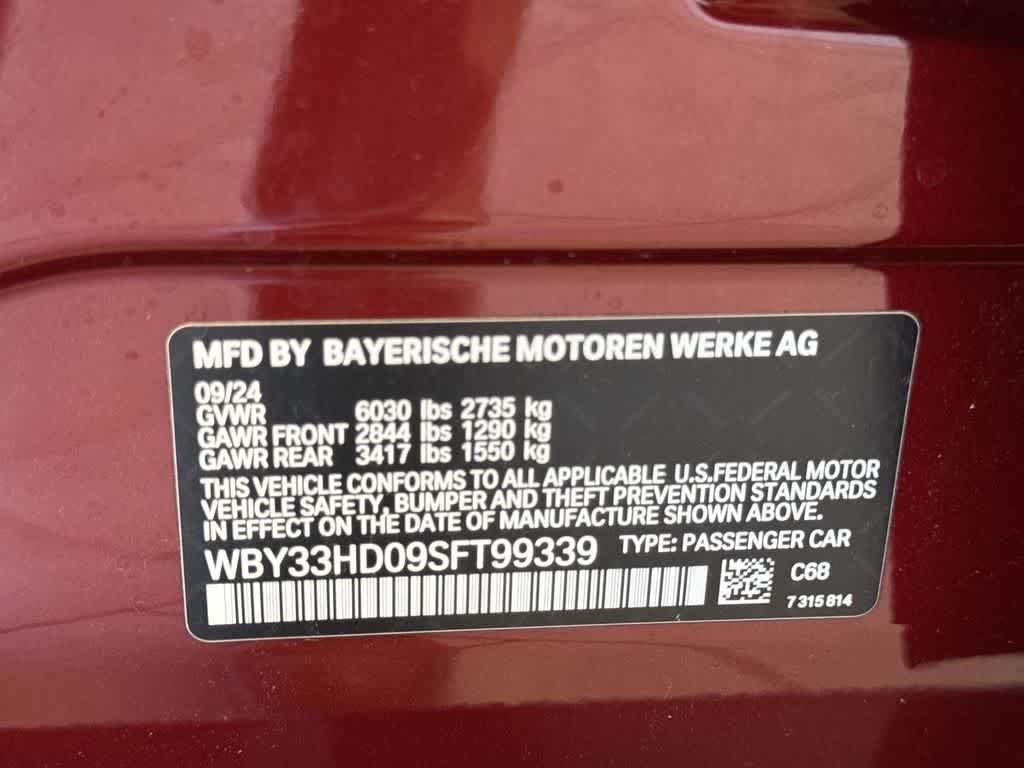 MFD BY BAYERISCHE MOTOREN WERKE AG
09/24
GVWR 6030 lbs 2735 kg
GAWR FRONT 2844 lbs 1290 kg
GAWR REAR 3417 lbs 1550 kg
THIS VEHICLE CONFORMS TO ALL APPLICABLE U.S.FEDERAL MOTOR
VEHICLE SAFETY, BUMPER AND THEFT PREVENTION STANDARDS
IN EFFECT ON THE DATE OF MANUFACTURE SHOWN ABOVE.
WBY33HD09SFT99339 TYPE: PASSENGER CAR
C68
7 315 814